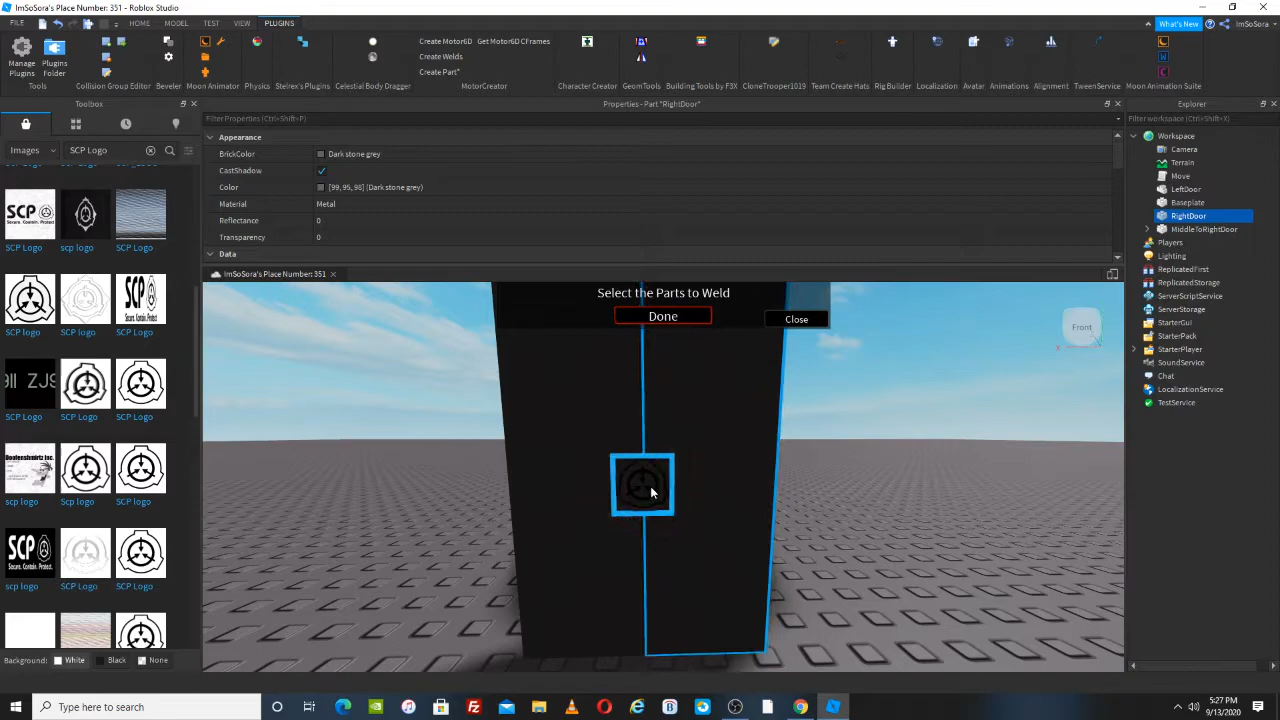 ImSoSora's Place Number: 351 - Roblox Studio
FILE
HOME
MODEL
TEST
VIEW
PLUGINS
What's New
ImSoSora
Manage Plugins
Plugins Folder
Create Motor6D
Get Motor6D CFrames
Create Welds
Create Part*
Tools
Collision Group Editor
Beveler
Moon Animator
Physics
Stelrex's Plugins
Celestial Body Dragger
MotorCreator
Character Creator
GeomTools
Building Tools by F3X
CloneTrooper1019
Team Create Hats
Rig Builder
Localization
Avatar
Animations
Alignment
TweenService
Moon Animation Suite
Toolbox
Images
SCP Logo
SCP Logo
scp logo
SCP Logo
SCP logo
SCP logo
SCP logo
SCP Logo
SCP Logo
SCP Logo
scp logo
Scp Logo
SCP Logo
scp logo
SCP Logo
SCP Logo
Background:
White
Black
None
Properties - Part "RightDoor"
Filter Properties (Ctrl+Shift+P)
Appearance
BrickColor
Dark stone grey
CastShadow
Color
[99, 95, 98] (Dark stone grey)
Material
Metal
Reflectance
0
Transparency
0
Data
ImSoSora's Place Number: 351
Select the Parts to Weld
Done
Close
Front
Explorer
Filter workspace (Ctrl+Shift+X)
Workspace
Camera
Terrain
Move
LeftDoor
Baseplate
RightDoor
MiddleToRightDoor
Players
Lighting
ReplicatedFirst
ReplicatedStorage
ServerScriptService
ServerStorage
StarterGui
StarterPack
StarterPlayer
SoundService
Chat
LocalizationService
TestService
Type here to search
5:27 PM
9/13/2020